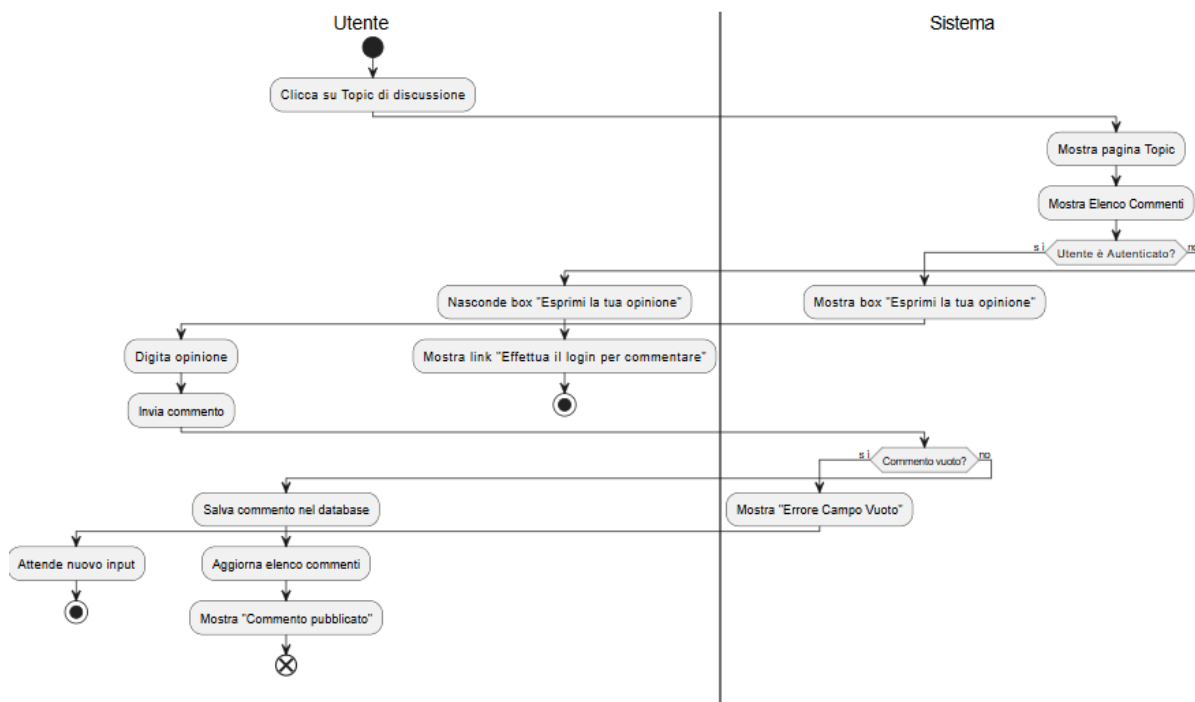 Utente
Sistema
Clicca su Topic di discussione
Mostra pagina Topic
Mostra Elenco Commenti
si
Utente è Autenticato?
no
Nasconde box "Esprimi la tua opinione"
Mostra box "Esprimi la tua opinione"
Digita opinione
Mostra link "Effettua il login per commentare"
Invia commento
si
Commento vuoto?
no
Salva commento nel database
Mostra "Errore Campo Vuoto"
Attende nuovo input
Aggiorna elenco commenti
Mostra "Commento pubblicato"